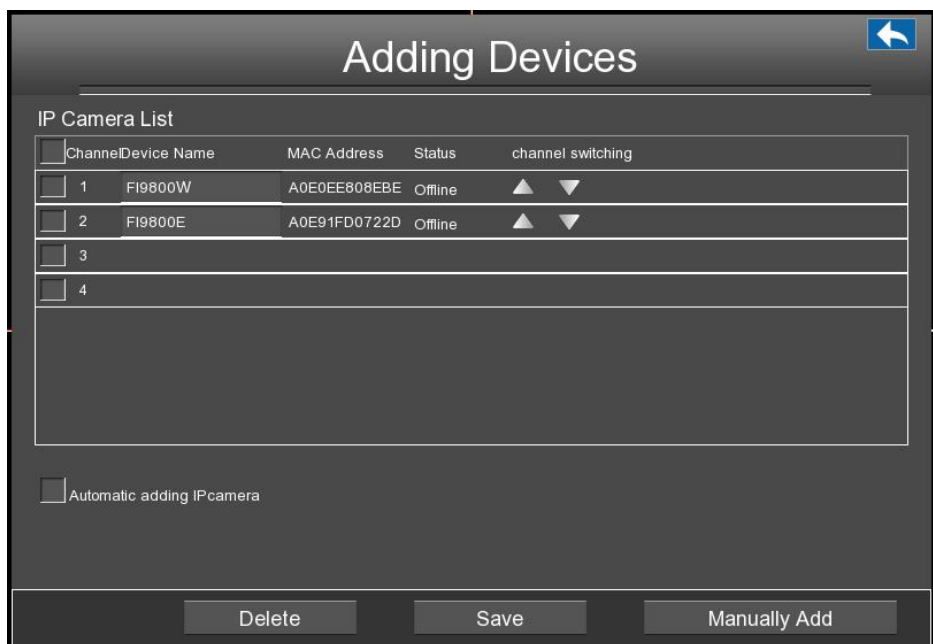 Adding Devices
IP Camera List
Channel Device Name MAC Address Status channel switching
1 FI9800W A0E0EE808EBE Offline
2 FI9800E A0E91FD0722D Offline
3
4
Automatic adding IPcamera
Delete Save Manually Add